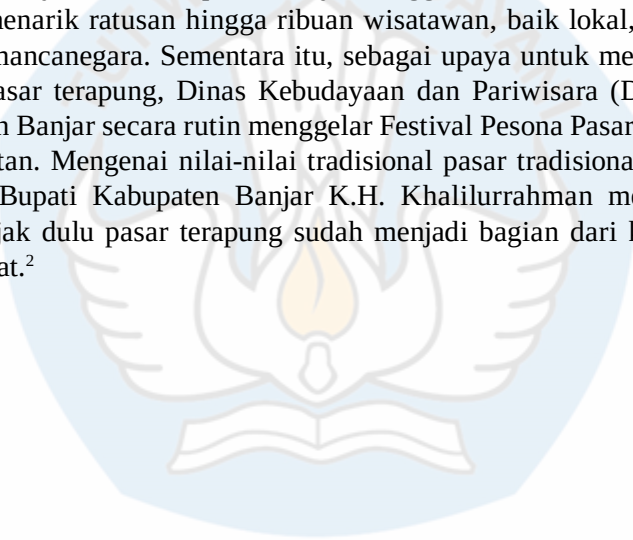 menarik ratusan hingga ribuan wisatawan, baik lokal,
mancanegara. Sementara itu, sebagai upaya untuk me
asar terapung, Dinas Kebudayaan dan Pariwisara (D
n Banjar secara rutin menggelar Festival Pesona Pasar
tan. Mengenai nilai-nilai tradisional pasar tradisiona
Bupati Kabupaten Banjar K.H. Khalilurrahman me
jak dulu pasar terapung sudah menjadi bagian dari
at.2